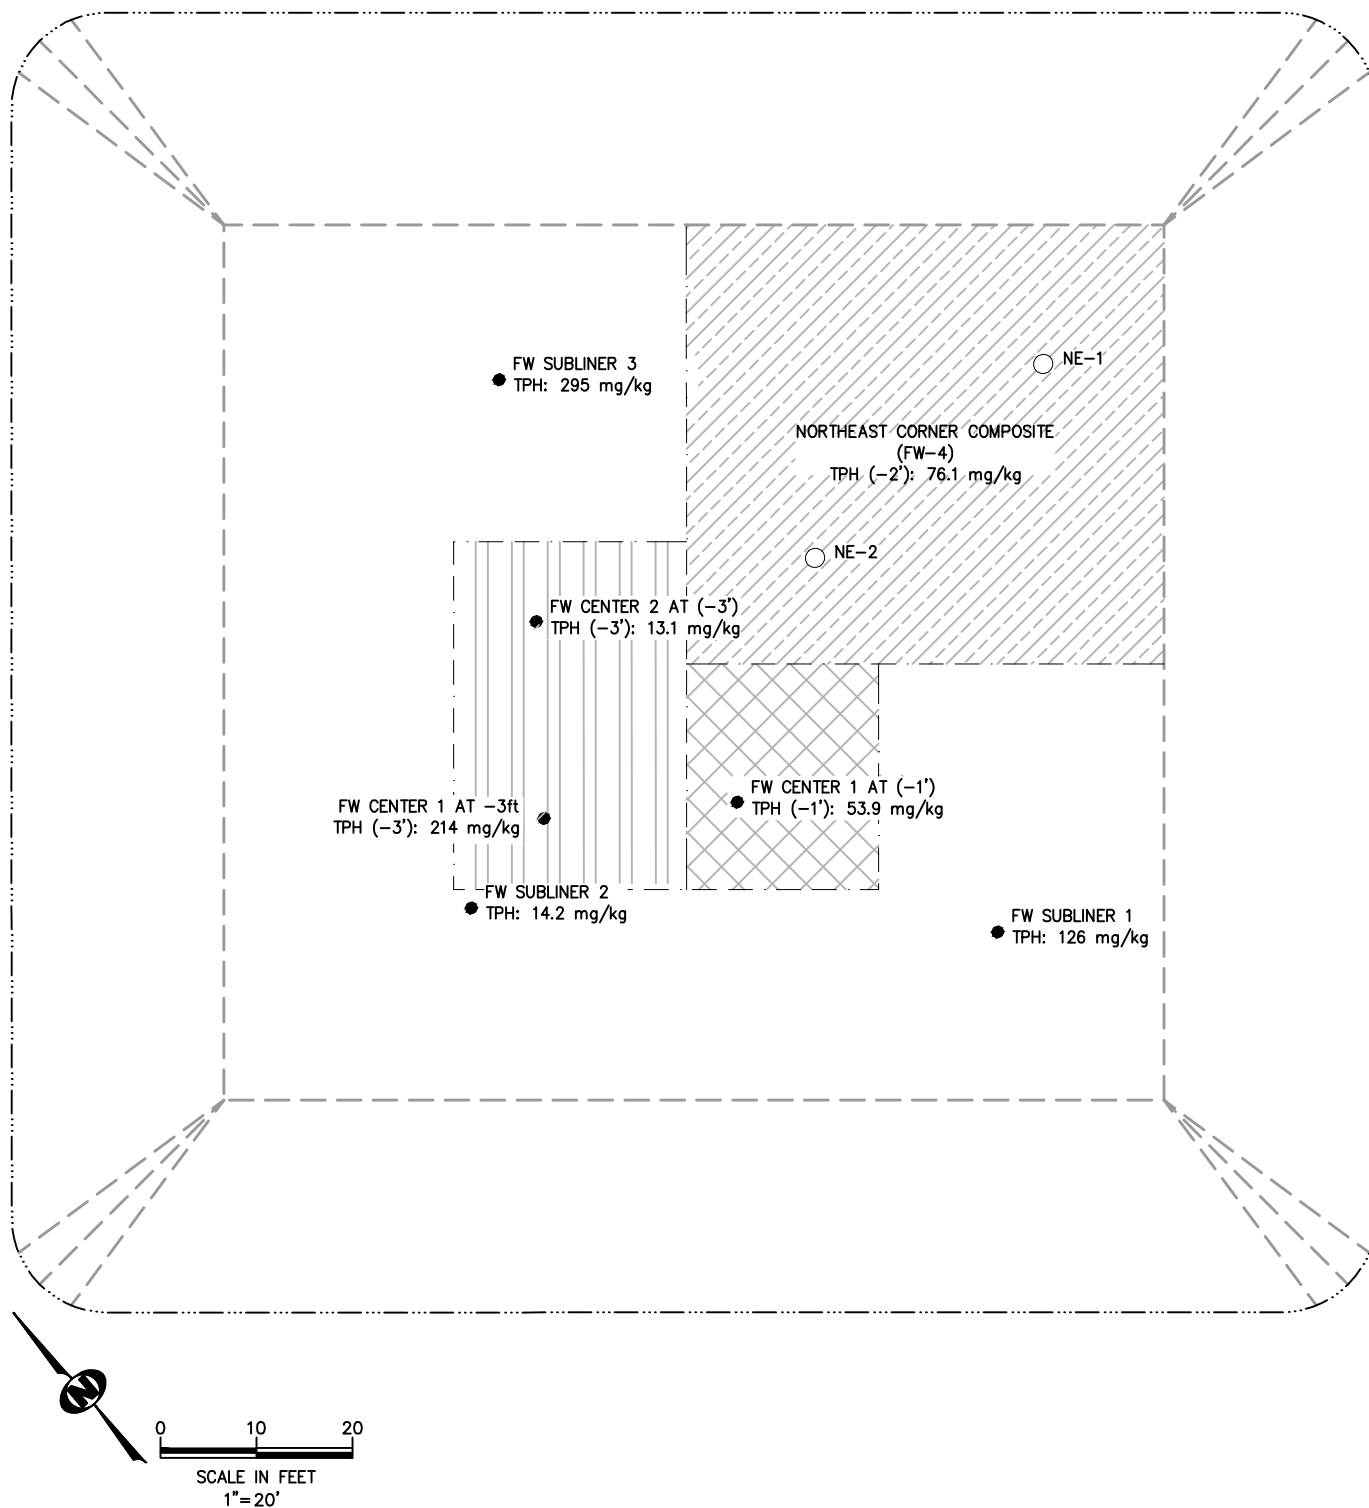 FW SUBLINER 3
TPH: 295 mg/kg
NE-1
NORTHEAST CORNER COMPOSITE
(FW-4)
TPH (-2'): 76.1 mg/kg
NE-2
FW CENTER 2 AT (-3')
TPH (-3'): 13.1 mg/kg
FW CENTER 1 AT -3ft
TPH (-3'): 214 mg/kg
FW CENTER 1 AT (-1')
TPH (-1'): 53.9 mg/kg
FW SUBLINER 2
TPH: 14.2 mg/kg
FW SUBLINER 1
TPH: 126 mg/kg
N
0 10 20
SCALE IN FEET
1"=20'